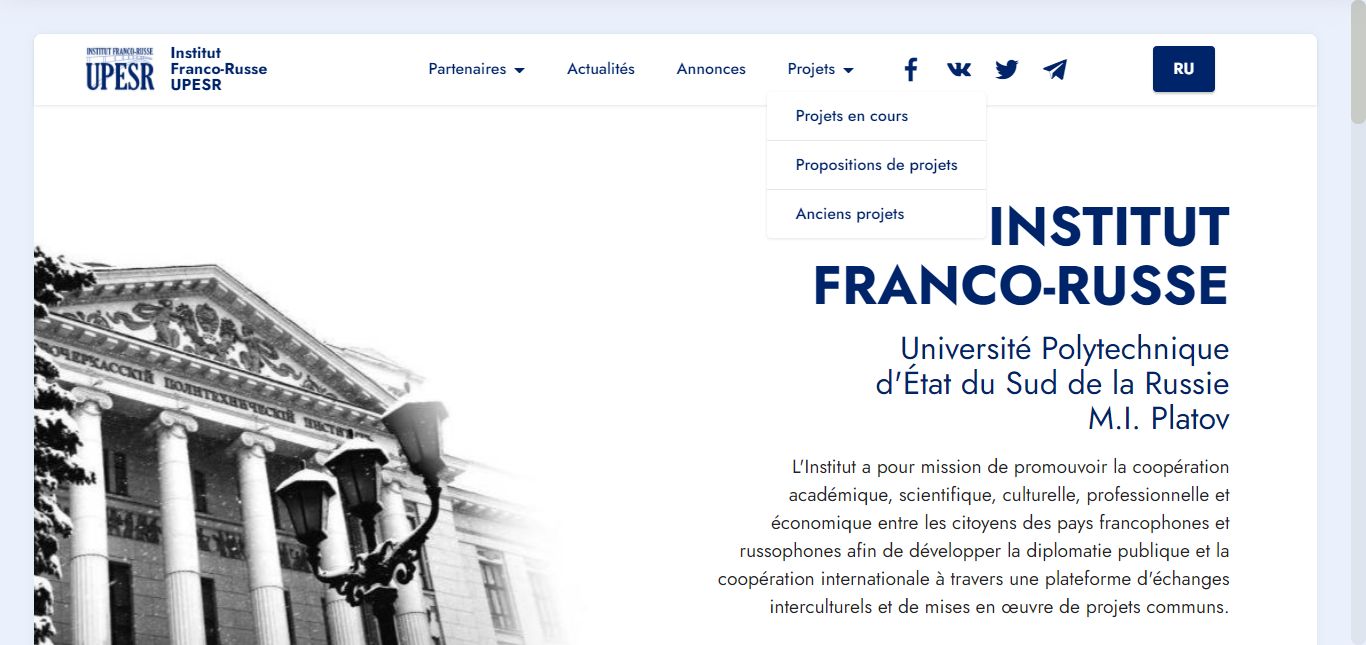 INSTITUT FRANCO-RUSSE
UPESR
Institut
Franco-Russe
UPESR
Partenaires
Actualités
Annonces
Projets
RU
Projets en cours
Propositions de projets
Anciens projets
INSTITUT
FRANCO-RUSSE
Université Polytechnique
d'État du Sud de la Russie
M.I. Platov
L'Institut a pour mission de promouvoir la coopération
académique, scientifique, culturelle, professionnelle et
économique entre les citoyens des pays francophones et
russophones afin de développer la diplomatie publique et la
coopération internationale à travers une plateforme d'échanges
interculturels et de mises en œuvre de projets communs.
ПОЛИТЕХНИЧЕСКІЙ